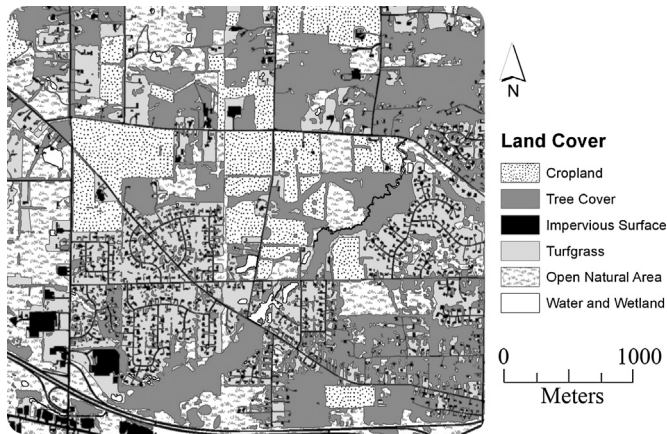 N
Land Cover
Cropland
Tree Cover
Impervious Surface
Turfgrass
Open Natural Area
Water and Wetland
0 1000
Meters